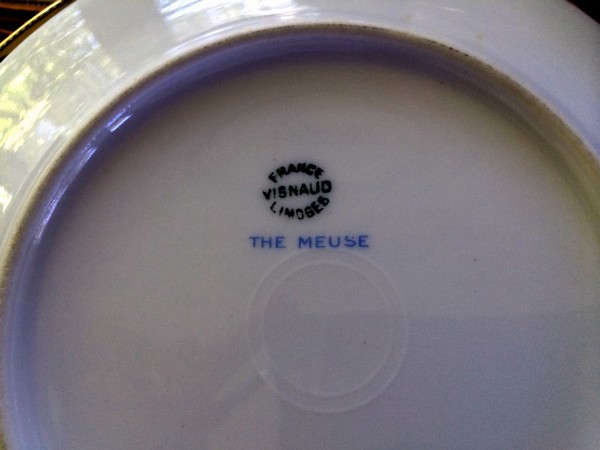 FRANCE
VISNAUD
LIMOGES
THE MEUSE